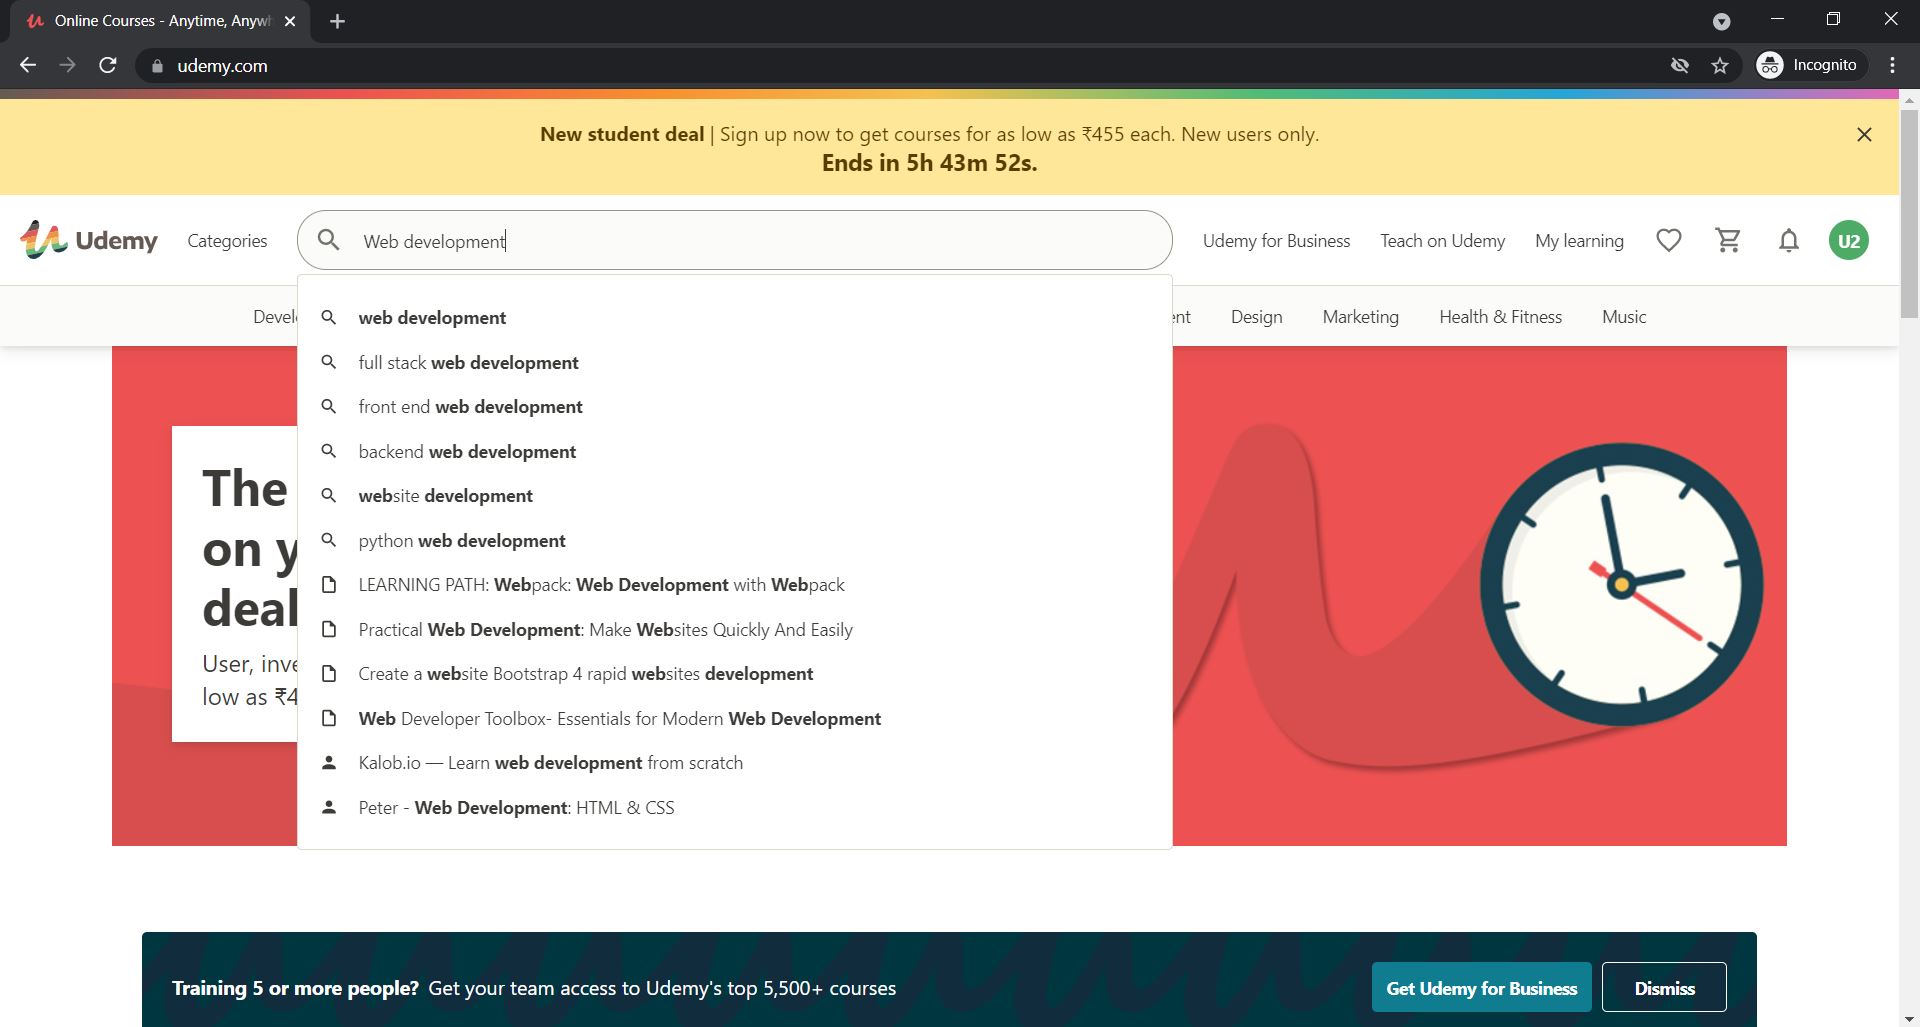 Online Courses - Anytime, Anywh
udemy.com
Incognito
New student deal | Sign up now to get courses for as low as ₹455 each. New users only.
Ends in 5h 43m 52s.
Udemy
Categories
Web development
Udemy for Business
Teach on Udemy
My learning
U2
Devel
ent
Design
Marketing
Health & Fitness
Music
web development
full stack web development
front end web development
backend web development
website development
python web development
LEARNING PATH: Webpack: Web Development with Webpack
Practical Web Development: Make Websites Quickly And Easily
Create a website Bootstrap 4 rapid websites development
Web Developer Toolbox- Essentials for Modern Web Development
Kalob.io — Learn web development from scratch
Peter - Web Development: HTML & CSS
The
on y
deal
User, inve
low as ₹4
Training 5 or more people? Get your team access to Udemy's top 5,500+ courses
Get Udemy for Business
Dismiss